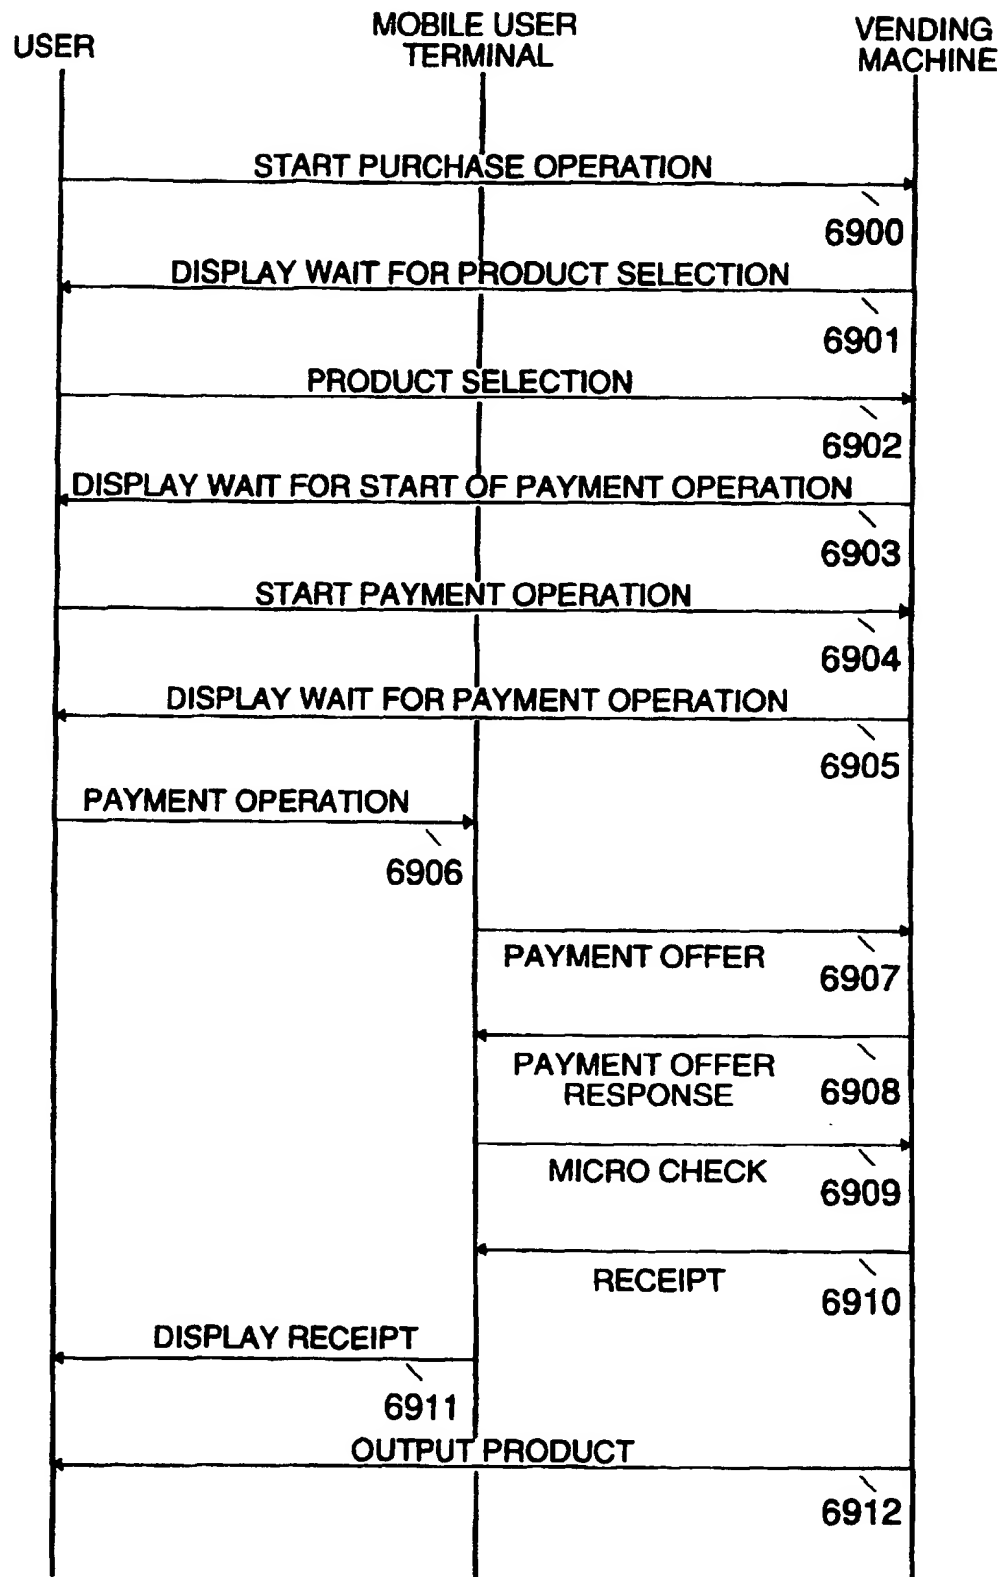 USER
MOBILE USER
TERMINAL
VENDING
MACHINE
START PURCHASE OPERATION
6900
DISPLAY WAIT FOR PRODUCT SELECTION
6901
PRODUCT SELECTION
6902
DISPLAY WAIT FOR START OF PAYMENT OPERATION
6903
START PAYMENT OPERATION
6904
DISPLAY WAIT FOR PAYMENT OPERATION
6905
PAYMENT OPERATION
6906
PAYMENT OFFER
6907
PAYMENT OFFER
RESPONSE
6908
MICRO CHECK
6909
RECEIPT
6910
DISPLAY RECEIPT
6911
OUTPUT PRODUCT
6912